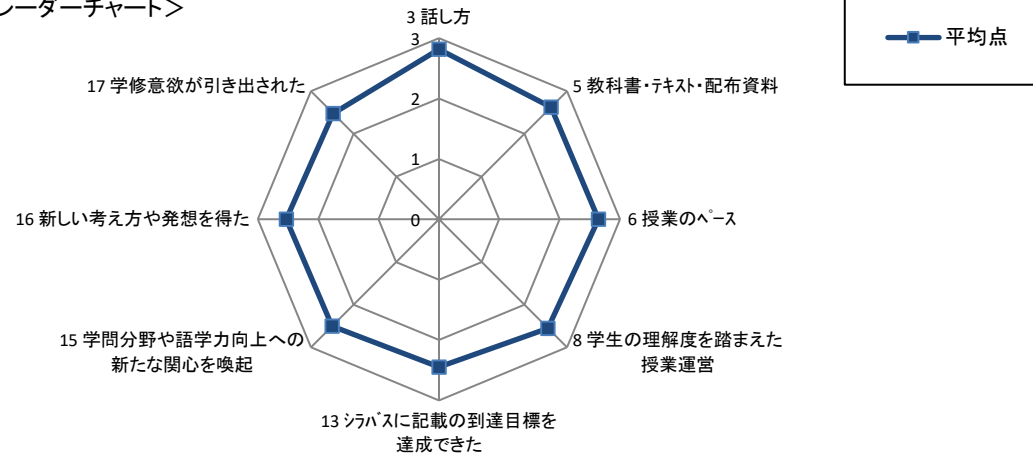 レーダーチャート＞
平均点
3 話し方
5 教科書・ﾃｷｽﾄ・配布資料
6 授業のﾍﾟｰｽ
8 学生の理解度を踏まえた
授業運営
13 ｼﾗﾊﾞｽに記載の到達目標を
達成できた
15 学問分野や語学力向上への
新たな関心を喚起
16 新しい考え方や発想を得た
17 学修意欲が引き出された
3
2
1
0